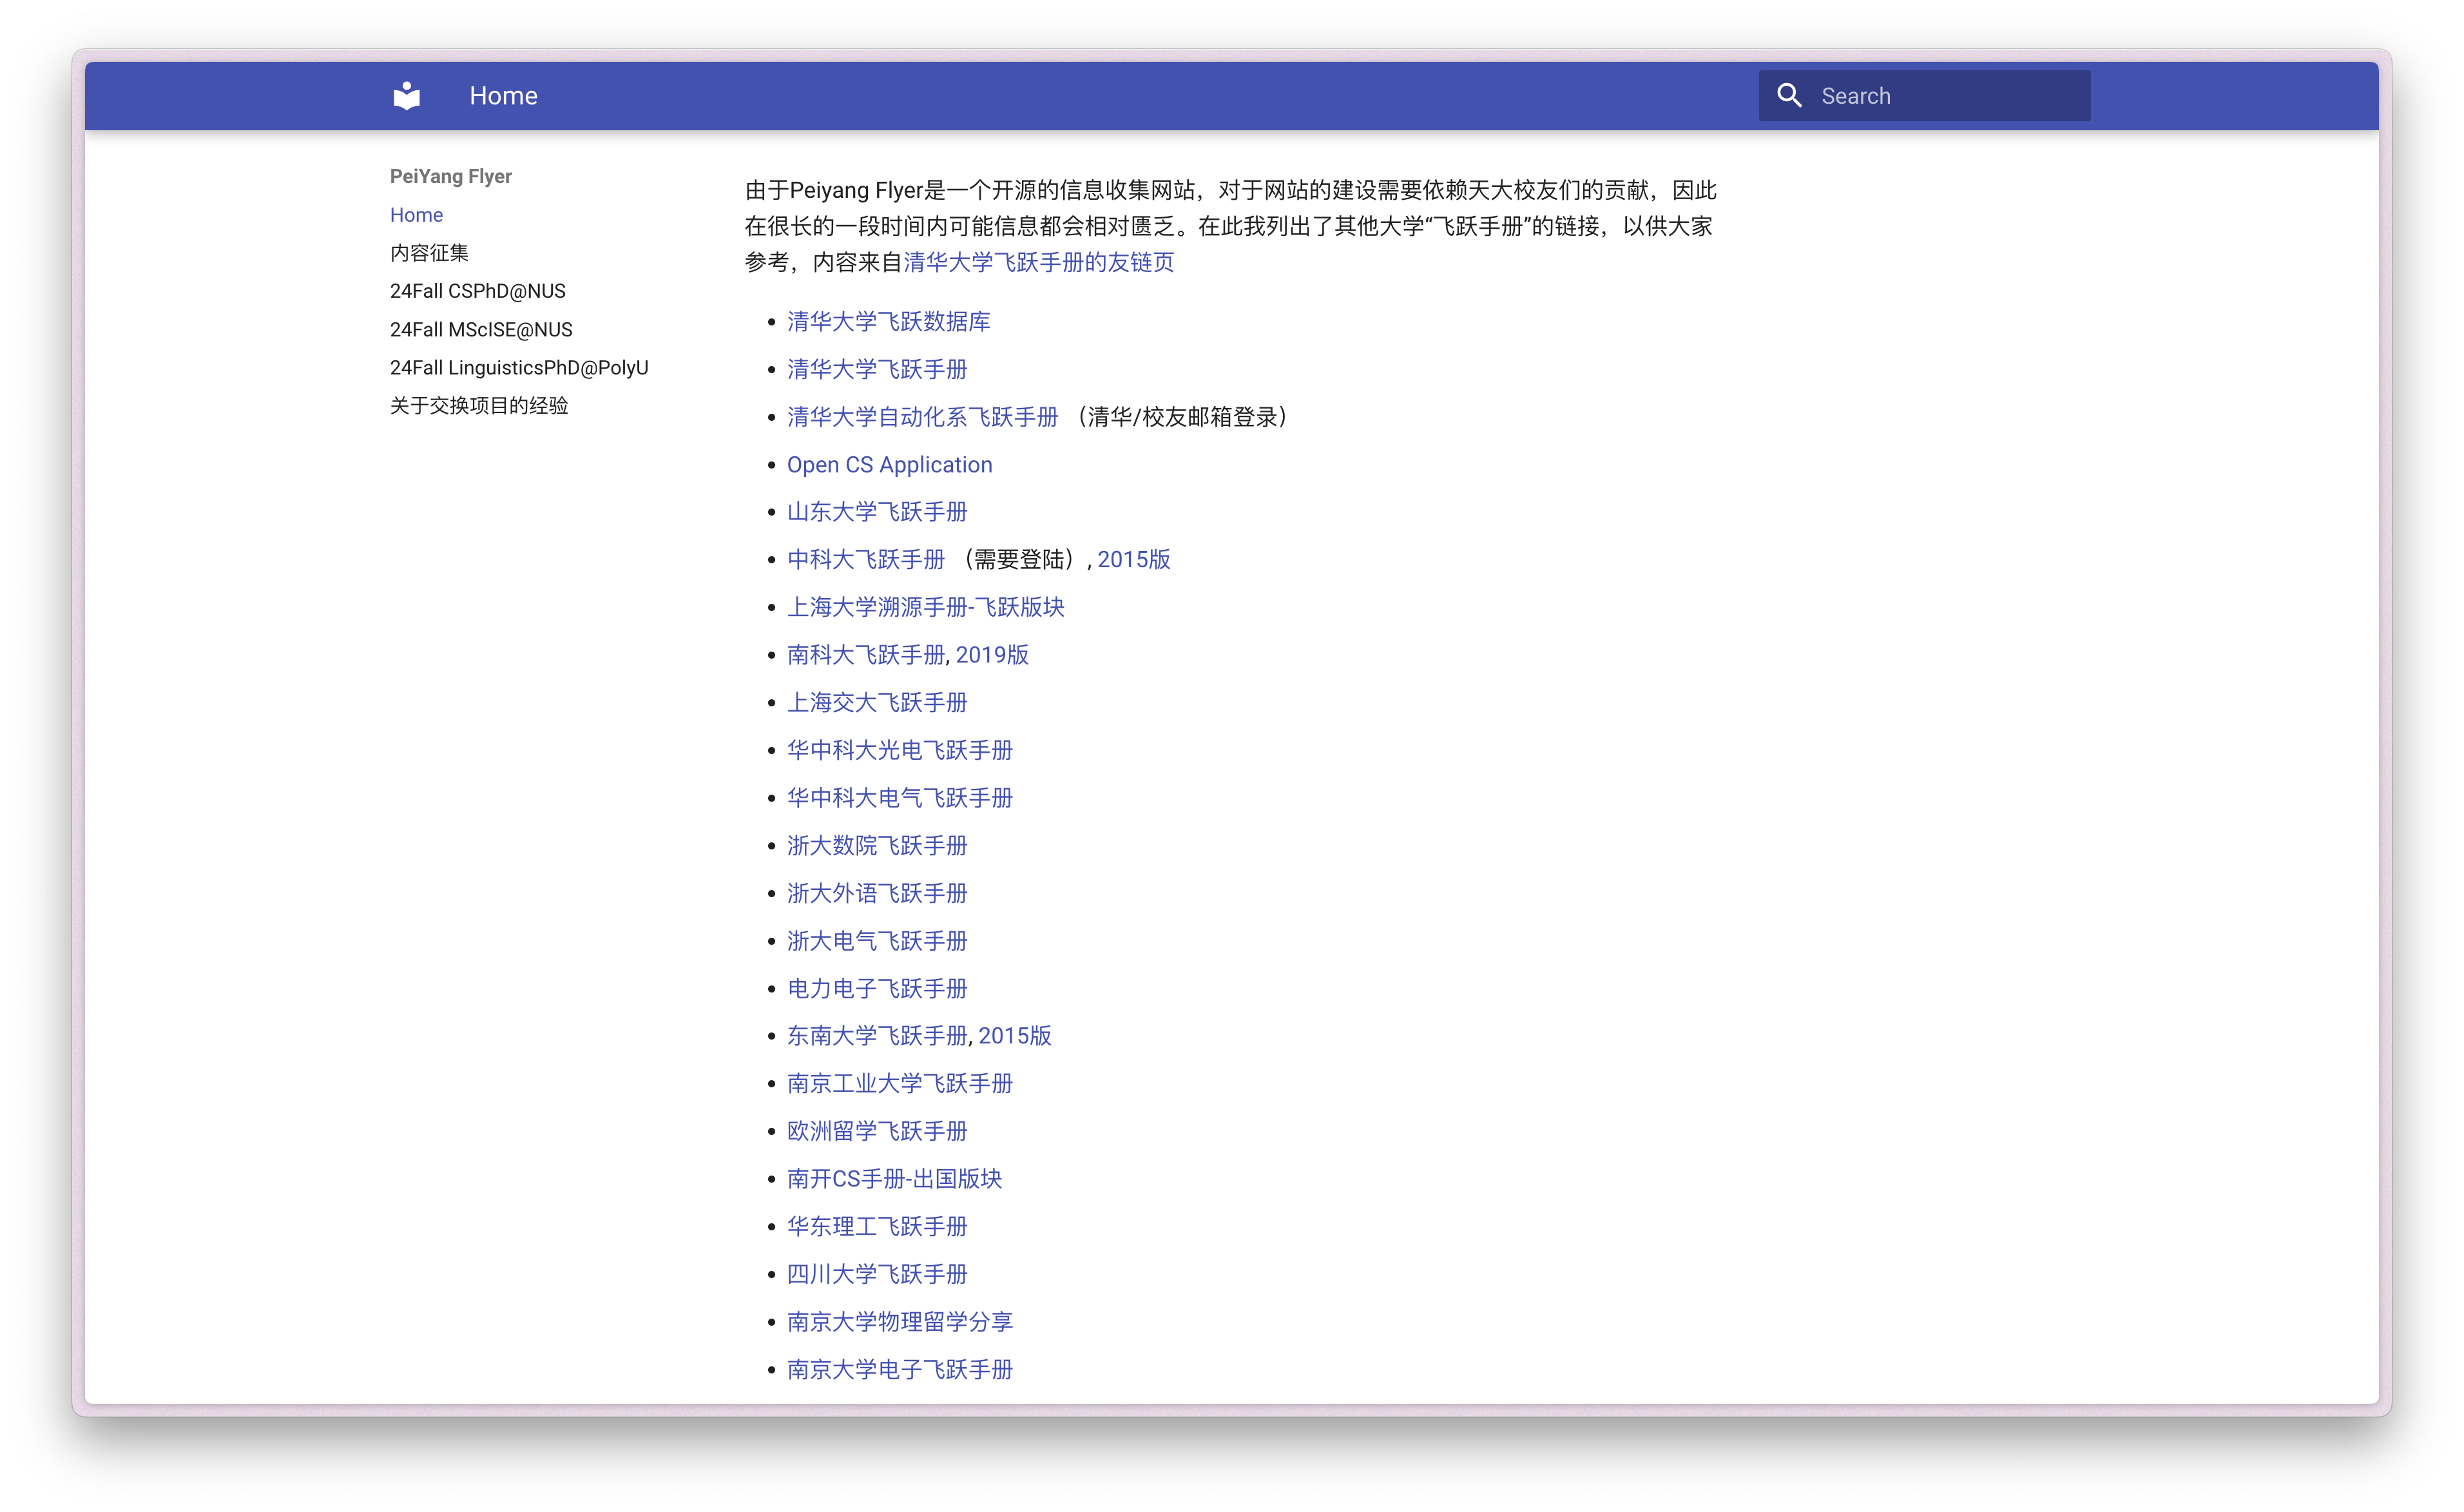 Home
Search
PeiYang Flyer
Home
内容征集
24Fall CSPhD@NUS
24Fall MScISE@NUS
24Fall LinguisticsPhD@PolyU
关于交换项目的经验
由于Peiyang Flyer是一个开源的信息收集网站，对于网站的建设需要依赖天大校友们的贡献，因此
在很长的一段时间内可能信息都会相对匮乏。在此我列出了其他大学“飞跃手册”的链接，以供大家
参考，内容来自清华大学飞跃手册的友链页
• 清华大学飞跃数据库
• 清华大学飞跃手册
• 清华大学自动化系飞跃手册 （清华/校友邮箱登录）
• Open CS Application
• 山东大学飞跃手册
• 中科大飞跃手册 （需要登陆）, 2015版
• 上海大学溯源手册-飞跃版块
• 南科大飞跃手册, 2019版
• 上海交大飞跃手册
• 华中科大光电飞跃手册
• 华中科大电气飞跃手册
• 浙大数院飞跃手册
• 浙大外语飞跃手册
• 浙大电气飞跃手册
• 电力电子飞跃手册
• 东南大学飞跃手册, 2015版
• 南京工业大学飞跃手册
• 欧洲留学飞跃手册
• 南开CS手册-出国版块
• 华东理工飞跃手册
• 四川大学飞跃手册
• 南京大学物理留学分享
• 南京大学电子飞跃手册